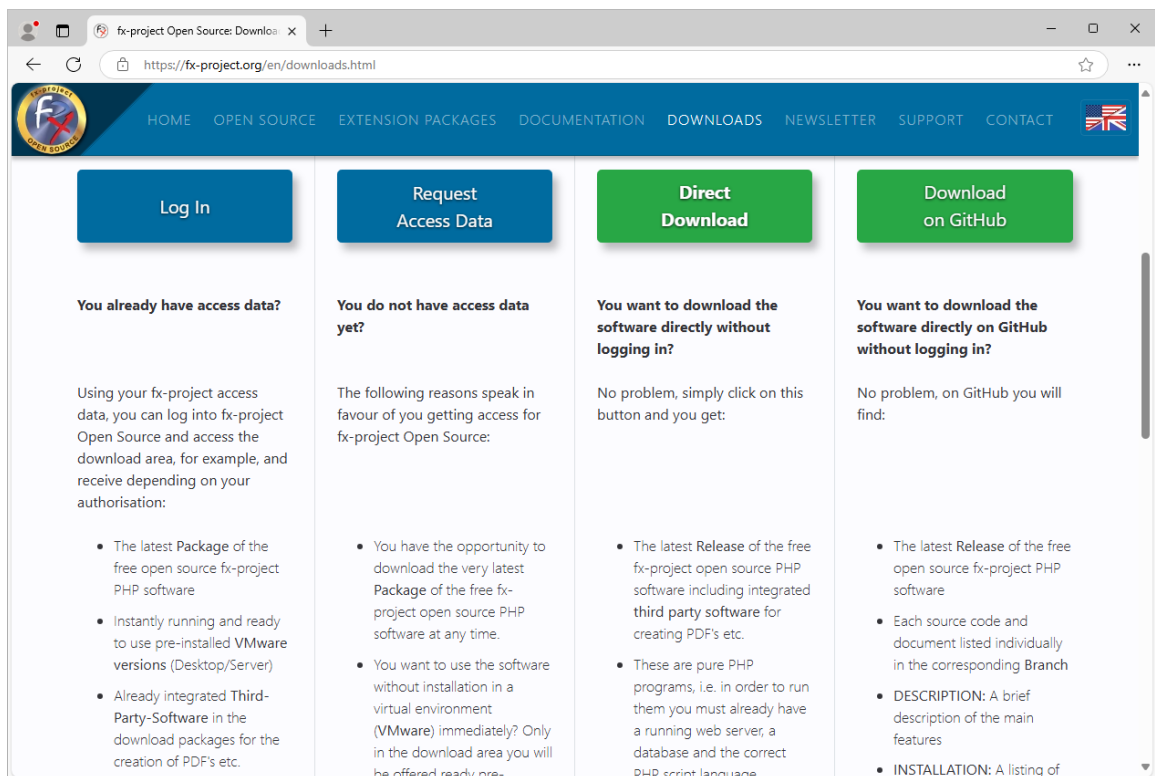 fx-project Open Source: Downloa
https://fx-project.org/en/downloads.html
fx-project
OPEN SOURCE
HOME OPEN SOURCE EXTENSION PACKAGES DOCUMENTATION DOWNLOADS NEWSLETTER SUPPORT CONTACT
Log In
You already have access data?
Using your fx-project access
data, you can log into fx-project
Open Source and access the
download area, for example, and
receive depending on your
authorisation:
• The latest Package of the
free open source fx-project
PHP software
• Instantly running and ready
to use pre-installed VMware
versions (Desktop/Server)
• Already integrated Third-
Party-Software in the
download packages for the
creation of PDF's etc.
Request
Access Data
You do not have access data
yet?
The following reasons speak in
favour of you getting access for
fx-project Open Source:
• You have the opportunity to
download the very latest
Package of the free fx-
project open source PHP
software at any time.
• You want to use the software
without installation in a
virtual environment
(VMware) immediately? Only
in the download area you will
be offered ready pre-
Direct
Download
You want to download the
software directly without
logging in?
No problem, simply click on this
button and you get:
• The latest Release of the free
fx-project open source PHP
software including integrated
third party software for
creating PDF's etc.
• These are pure PHP
programs, i.e. in order to run
them you must already have
a running web server, a
database and the correct
PHP script language
Download
on GitHub
You want to download the
software directly on GitHub
without logging in?
No problem, on GitHub you will
find:
• The latest Release of the free
open source fx-project PHP
software
• Each source code and
document listed individually
in the corresponding Branch
• DESCRIPTION: A brief
description of the main
features
• INSTALLATION: A listing of